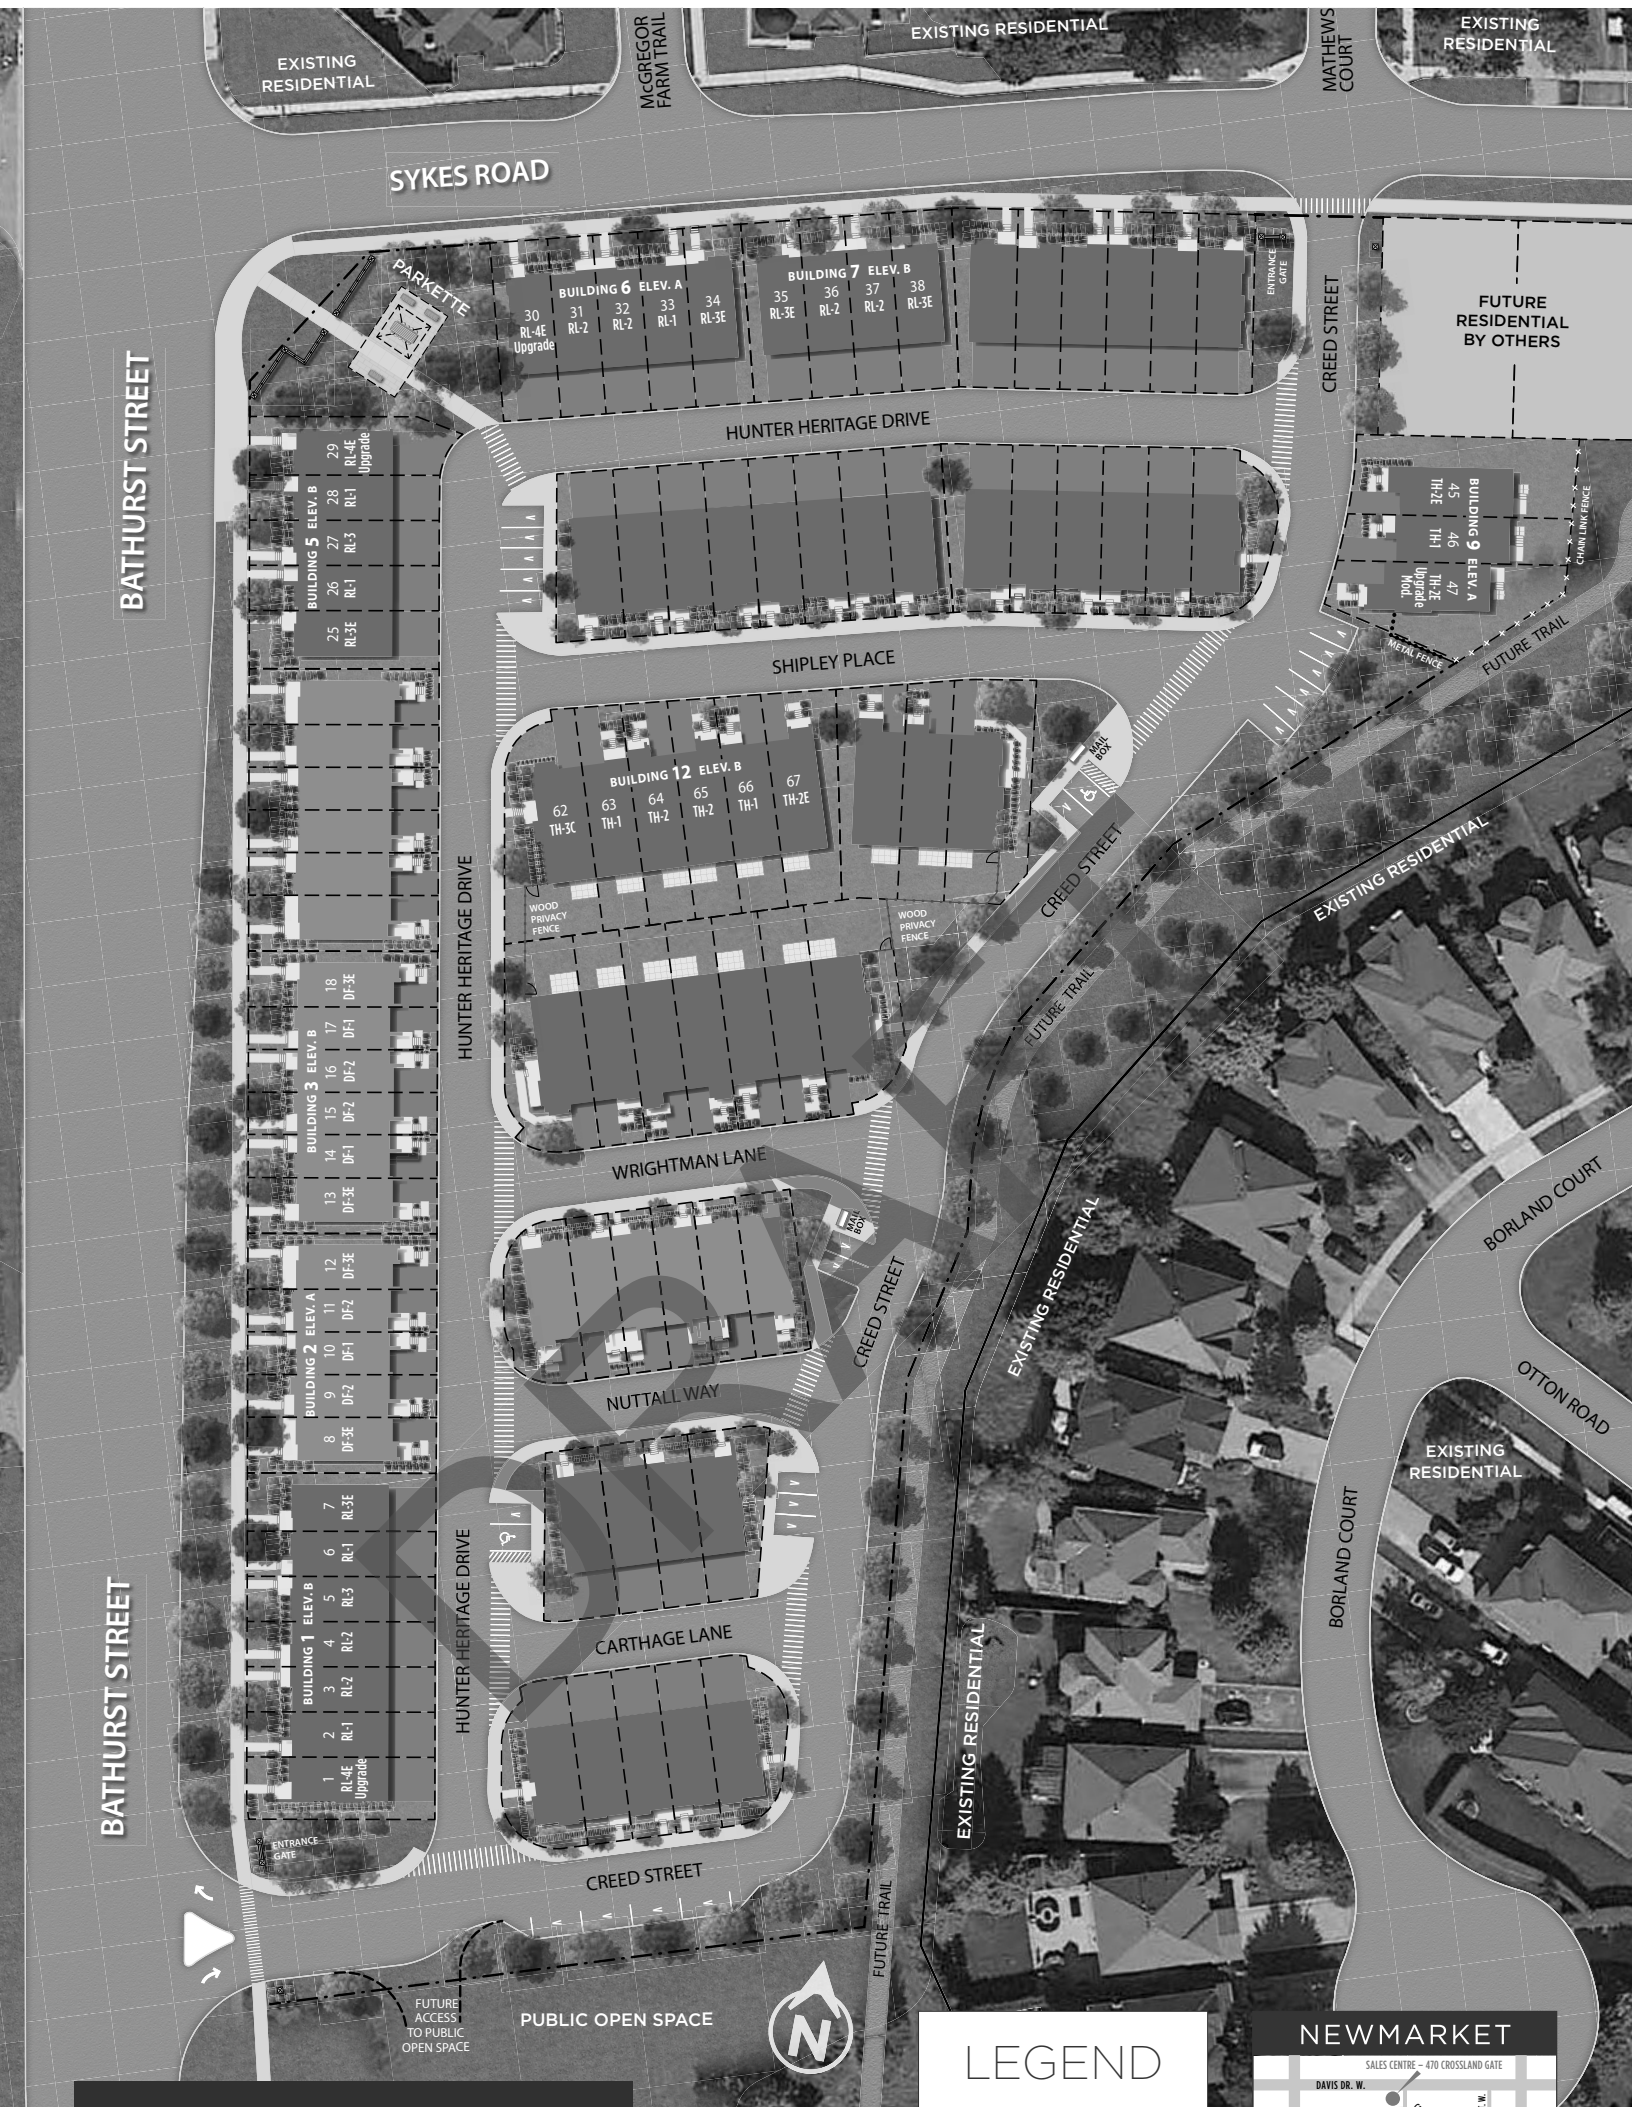 EXISTING
RESIDENTIAL
McGREGOR
FARM TRAIL
EXISTING RESIDENTIAL
MATHEWS
COURT
EXISTING
RESIDENTIAL
SYKES ROAD
PARKETTE
BUILDING 6 ELEV. A
30
RL-4E
Upgrade
31
RL-2
32
RL-2
33
RL-1
34
RL-3E
BUILDING 7 ELEV. B
35
RL-3E
36
RL-2
37
RL-2
38
RL-3E
ENTRANCE
GATE
CREED STREET
FUTURE
RESIDENTIAL
BY OTHERS
BATHURST STREET
HUNTER HERITAGE DRIVE
BUILDING 5 ELEV. B
29
RL-4E
Upgrade
28
RL-1
27
RL-3
26
RL-1
25
RL-3E
BUILDING 9 ELEV. A
45
TH-2E
46
TH-1
47
TH-2E
Upgrade
Mod.
CHAIN LINK FENCE
METAL FENCE
FUTURE TRAIL
SHIPLEY PLACE
BUILDING 12 ELEV. B
62
TH-3C
63
TH-1
64
TH-2
65
TH-2
66
TH-1
67
TH-2E
MAIL
BOX
CREED STREET
EXISTING RESIDENTIAL
WOOD
PRIVACY
FENCE
WOOD
PRIVACY
FENCE
HUNTER HERITAGE DRIVE
FUTURE TRAIL
BUILDING 3 ELEV. B
18
DF-3E
17
DF-1
16
DF-2
15
DF-2
14
DF-1
13
DF-3E
WRIGHTMAN LANE
MAIL
BOX
BORLAND COURT
EXISTING RESIDENTIAL
CREED STREET
BUILDING 2 ELEV. A
12
DF-3E
11
DF-2
10
DF-1
9
DF-2
8
DF-3E
NUTTALL WAY
OTTON ROAD
EXISTING
RESIDENTIAL
DRAFT
BATHURST STREET
BUILDING 1 ELEV. B
7
RL-3E
6
RL-1
5
RL-3
4
RL-2
3
RL-2
2
RL-1
1
RL-4E
Upgrade
HUNTER HERITAGE DRIVE
CARTHAGE LANE
BORLAND COURT
EXISTING RESIDENTIAL
ENTRANCE
GATE
CREED STREET
FUTURE TRAIL
FUTURE
ACCESS
TO PUBLIC
OPEN SPACE
PUBLIC OPEN SPACE
N
LEGEND
NEWMARKET
SALES CENTRE – 470 CROSSLAND GATE
DAVIS DR. W.